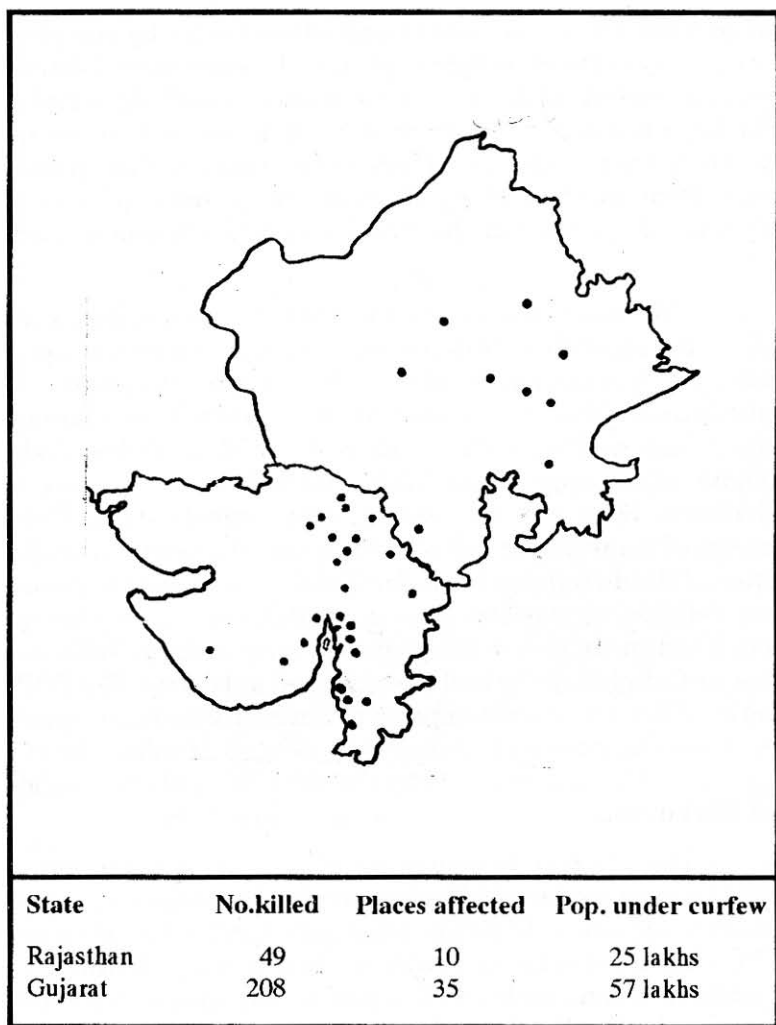 State No.killed Places affected Pop. under curfew
Rajasthan 49 10 25 lakhs
Gujarat 208 35 57 lakhs